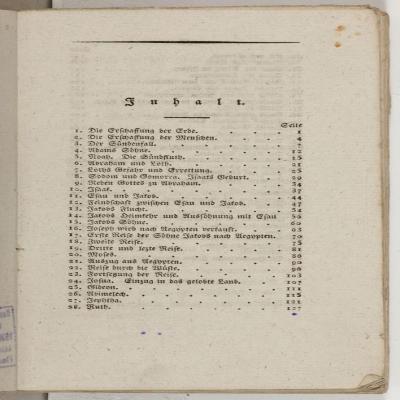 Inhalt.
Seite
1. Die Erschaffung der Erde. 1
2. Die Erschaffung der Menschen. 4
3. Der Sündenfall. 7
4. Adams Söhne. 12
5. Noah. Die Sündfluth. 15
6. Abraham und Loth. 21
7. Loths Gefahr und Errettung. 25
8. Sodom und Gomorra. Isaaks Geburt. 29
9. Reden Gottes zu Abraham. 34
10. Isaak. 37
11. Esau und Jakob. 44
12. Feindschaft zwischen Esau und Jakob. 47
13. Jakobs Flucht. 51
14. Jakobs Heimkehr und Aussöhnung mit Esau 56
15. Jakobs Söhne. 59
16. Joseph wird nach Aegypten verkauft. 63
17. Erste Reise der Söhne Jakobs nach Aegypten. 70
18. Zweite Reise. 75
19. Dritte und lezte Reise. 81
20. Moses. 86
21. Auszug aus Aegypten. 90
22. Reise durch die Wüste. 96
23. Fortsetzung der Reise. 103
24. Josua. Einzug in das gelobte Land. 107
25. Gideon. 111
26. Abimelech. 115
27. Jephtha. 121
28. Ruth. 127